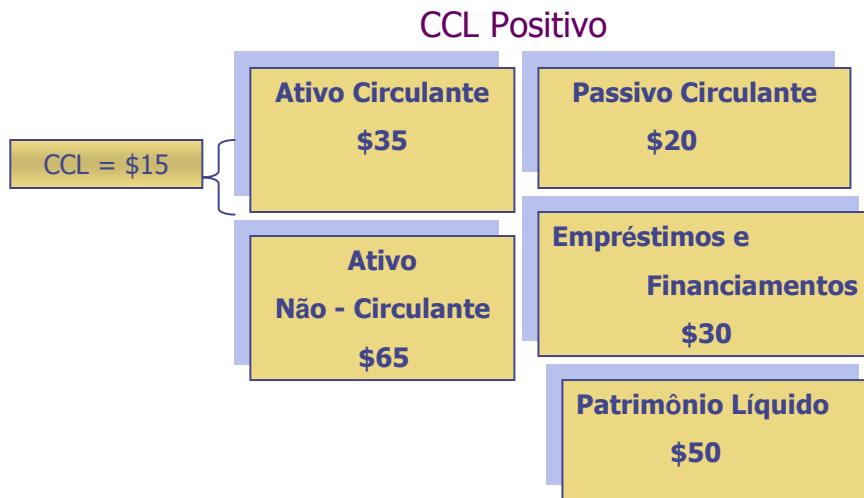 CCL Positivo
Ativo Circulante
$35
Passivo Circulante
$20
CCL = $15
Ativo
Não - Circulante
$65
Empréstimos e
Financiamentos
$30
Patrimônio Líquido
$50